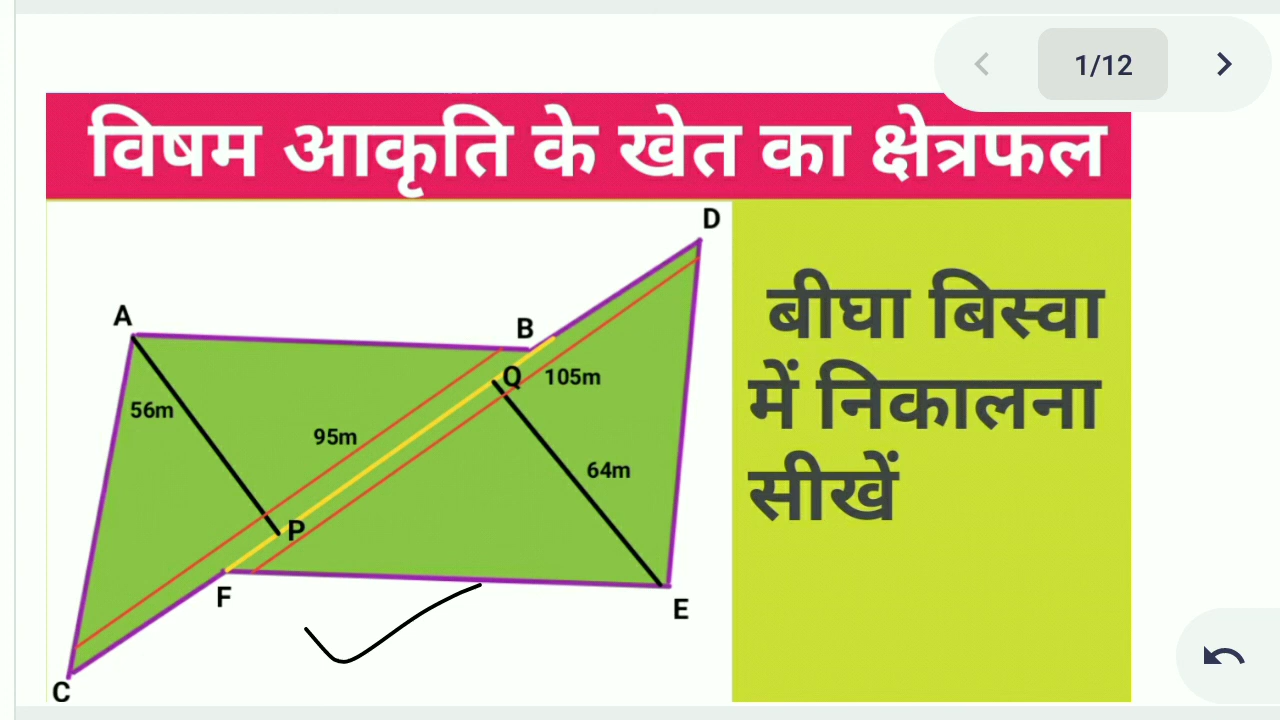 1/12
विषम आकृति के खेत का क्षेत्रफल
D
A
B
Q
105m
56m
95m
64m
P
F
E
C
बीघा बिस्वा
में निकालना
सीखें